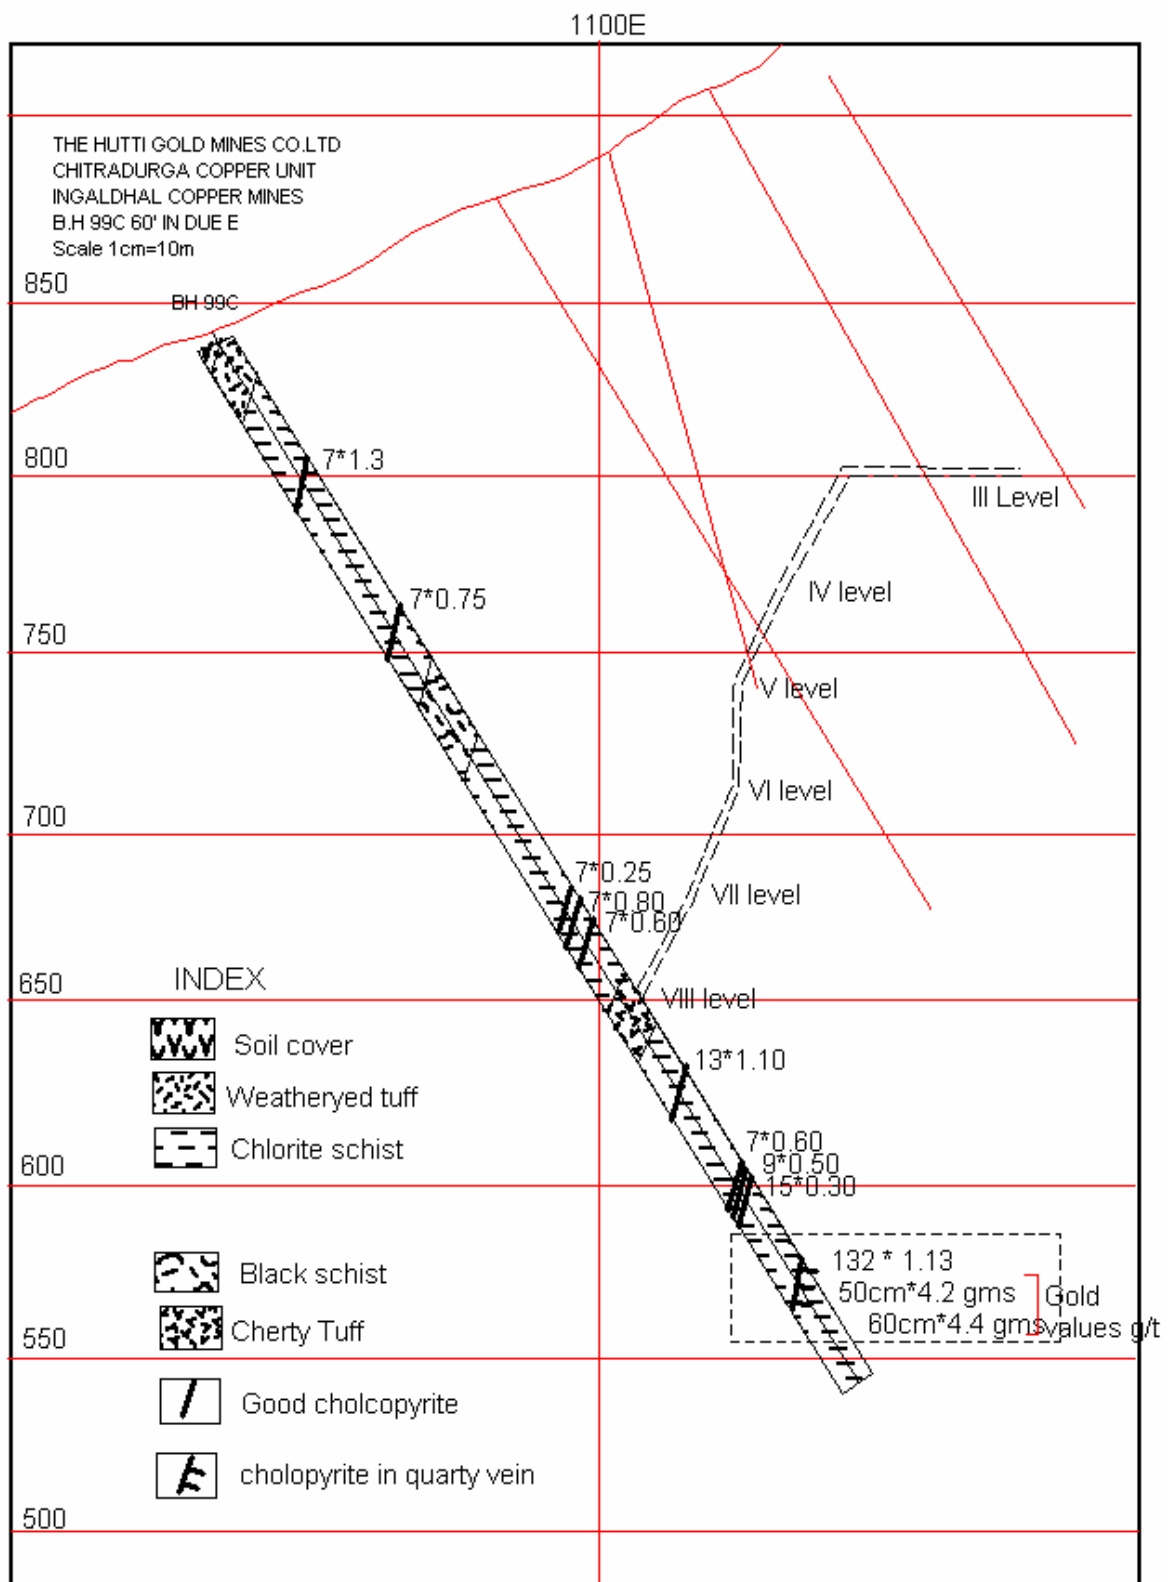 1100E
THE HUTTI GOLD MINES CO.LTD
CHITRADURGA COPPER UNIT
INGALDHAL COPPER MINES
B.H 99C 60' IN DUE E
Scale 1cm=10m
850
BH 99C
800
7*1.3
III Level
7*0.75
IV level
750
V level
VI level
700
7*0.25
7*0.80
7*0.60
VII level
650
INDEX
VIII level
Soil cover
13*1.10
Weatheryed tuff
Chlorite schist
7*0.60
9*0.50
15*0.30
600
132 * 1.13
50cm*4.2 gms
60cm*4.4 gms
Gold
values g/t
Black schist
Cherty Tuff
550
Good cholcopyrite
cholopyrite in quarty vein
500